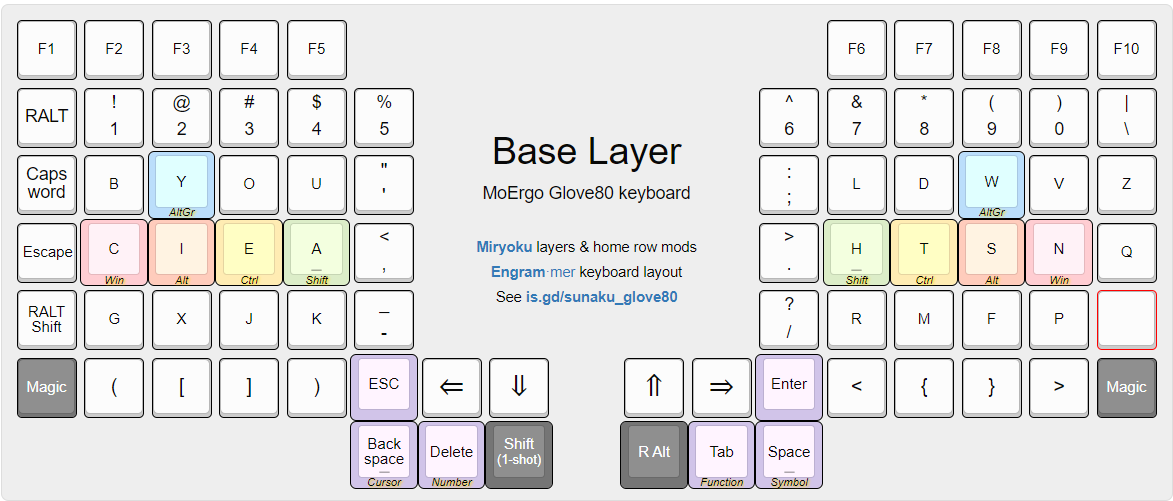 F1 F2 F3 F4 F5 F6 F7 F8 F9 F10
! @ # $ % ^ & * ( ) |
RALT 1 2 3 4 5 6 7 8 9 0 \
Base Layer
MoErgo Glove80 keyboard
Caps word B Y O U " ' : ; L D W V Z
AltGr AltGr
Miryoku layers & home row mods
Engram·mer keyboard layout
See is.gd/sunaku_glove80
Escape C I E A < , > . H T S N Q
Win Alt Ctrl Shift Shift Ctrl Alt Win
RALT Shift G X J K _ - ? / R M F P
Magic ( [ ] ) ESC ⇐ ⇓ ⇑ ⇒ Enter < { } > Magic
Back space Delete Shift (1-shot) R Alt Tab Space
Cursor Number Function Symbol